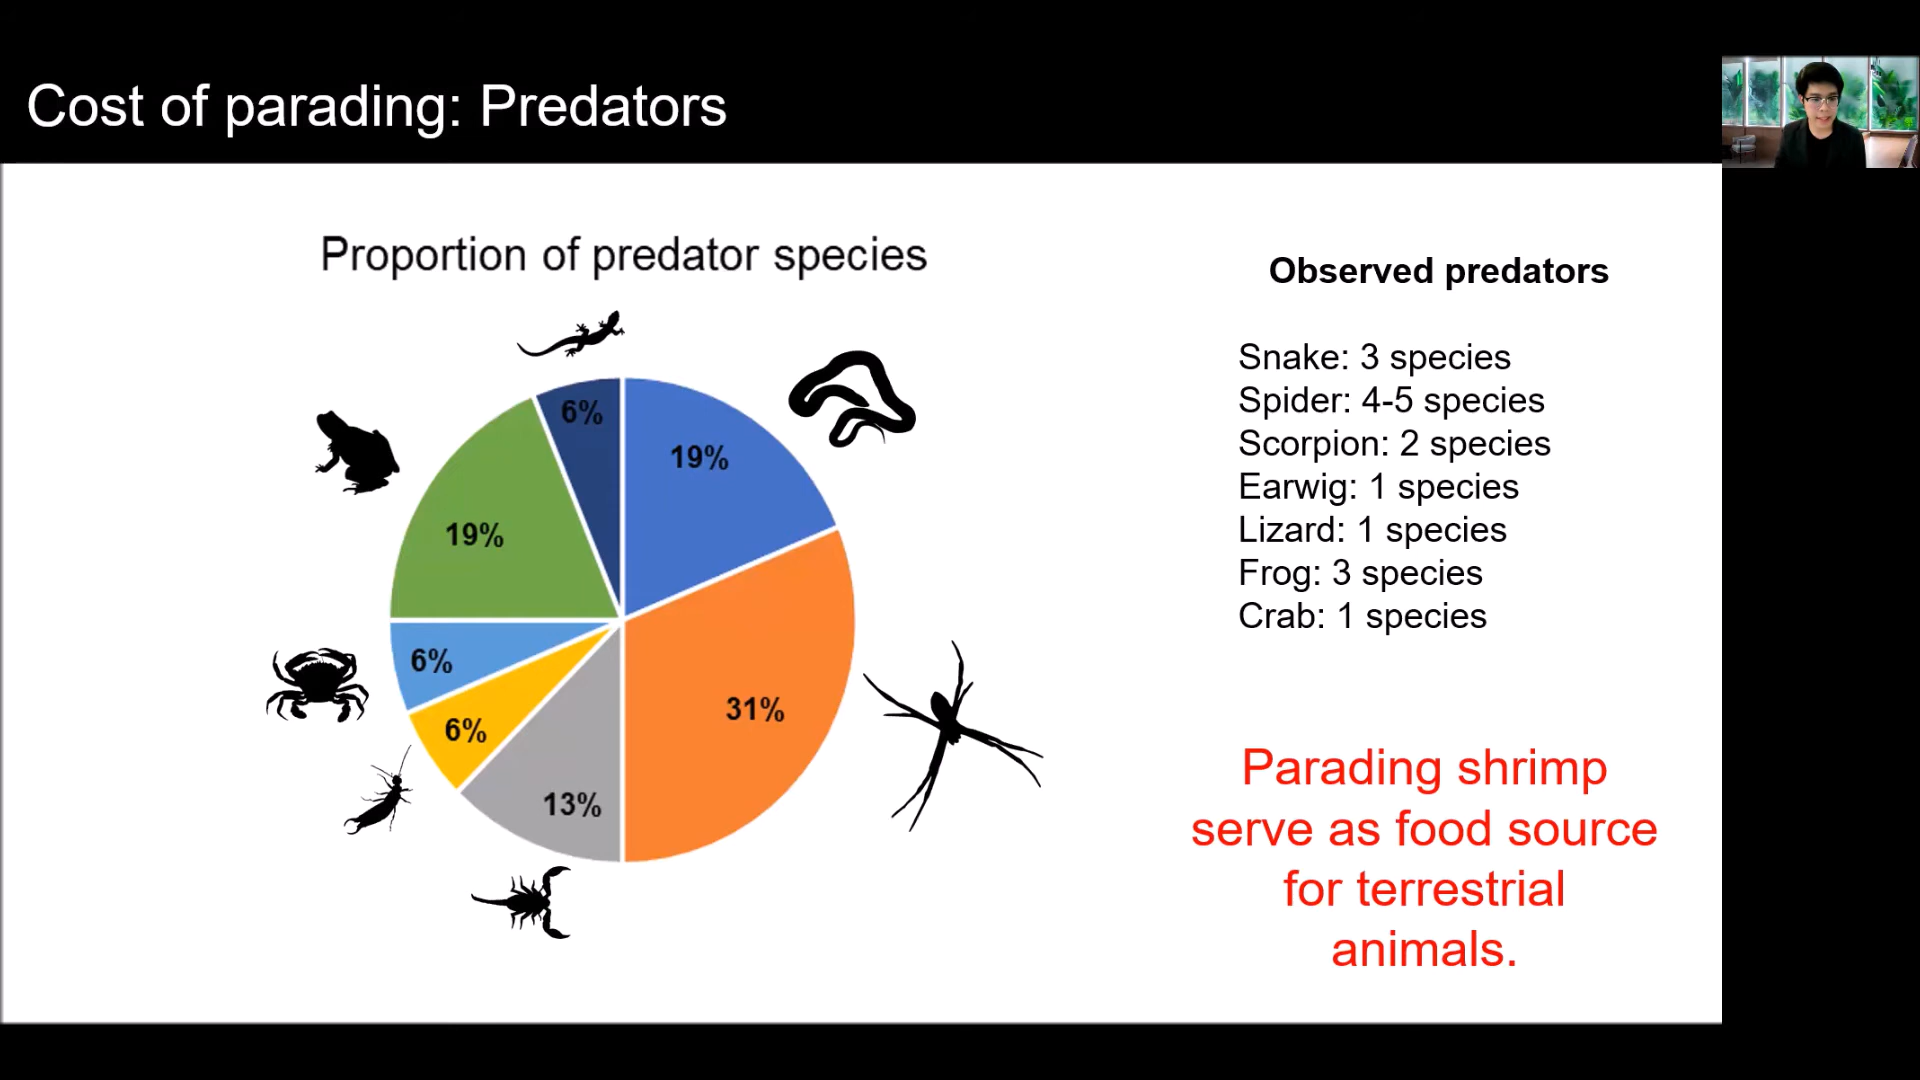 Cost of parading: Predators
Proportion of predator species
6%
19%
19%
6%
31%
6%
13%
Observed predators
Snake: 3 species
Spider: 4-5 species
Scorpion: 2 species
Earwig: 1 species
Lizard: 1 species
Frog: 3 species
Crab: 1 species
Parading shrimp
serve as food source
for terrestrial
animals.